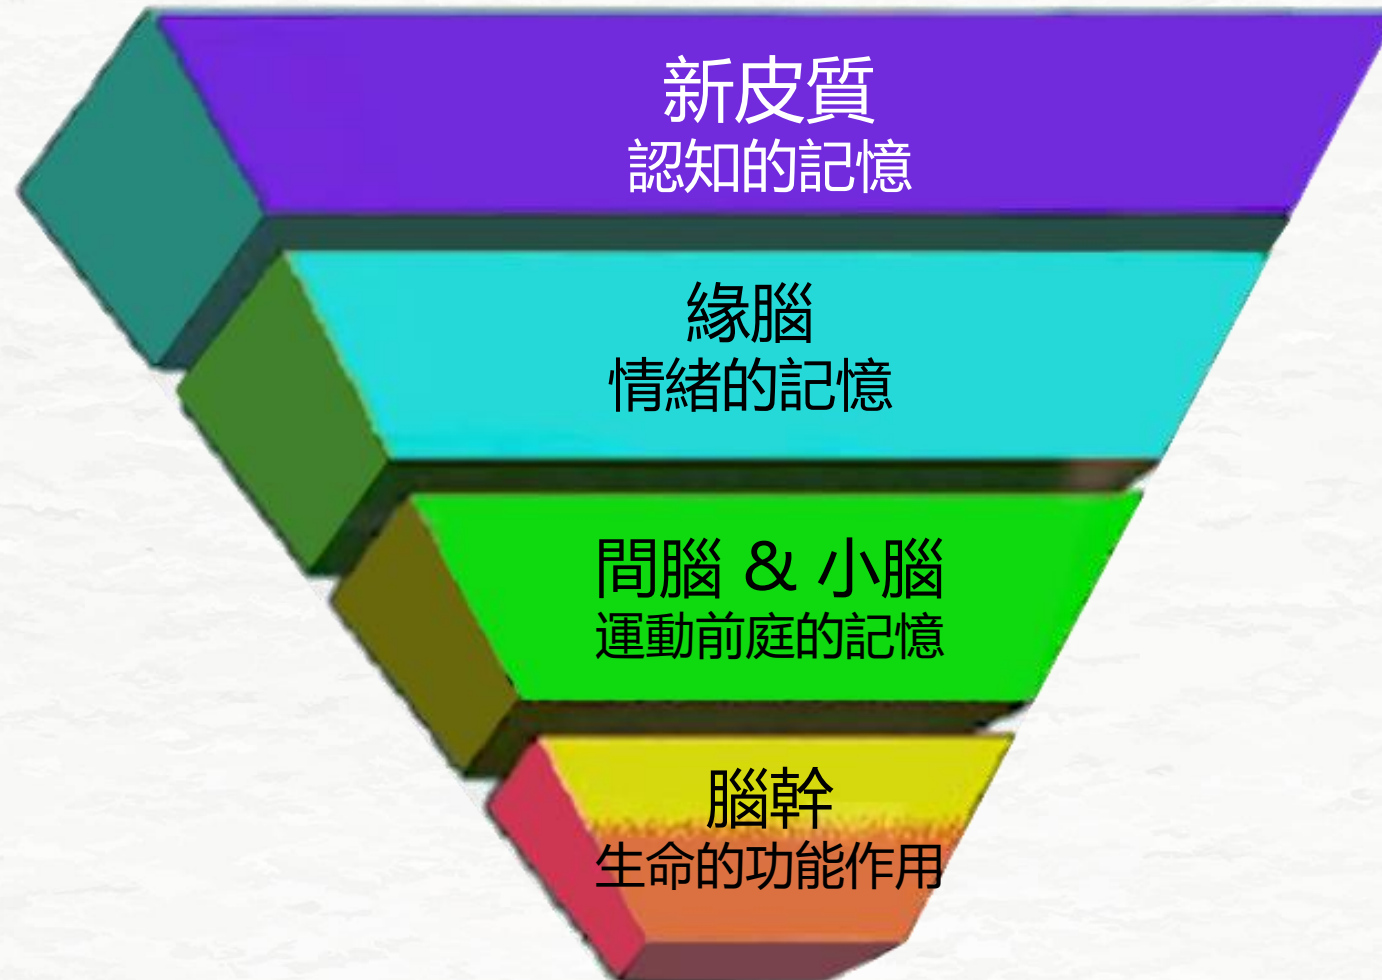 新皮質
認知的記憶
緣腦
情緒的記憶
間腦 & 小腦
運動前庭的記憶
腦幹
生命的功能作用